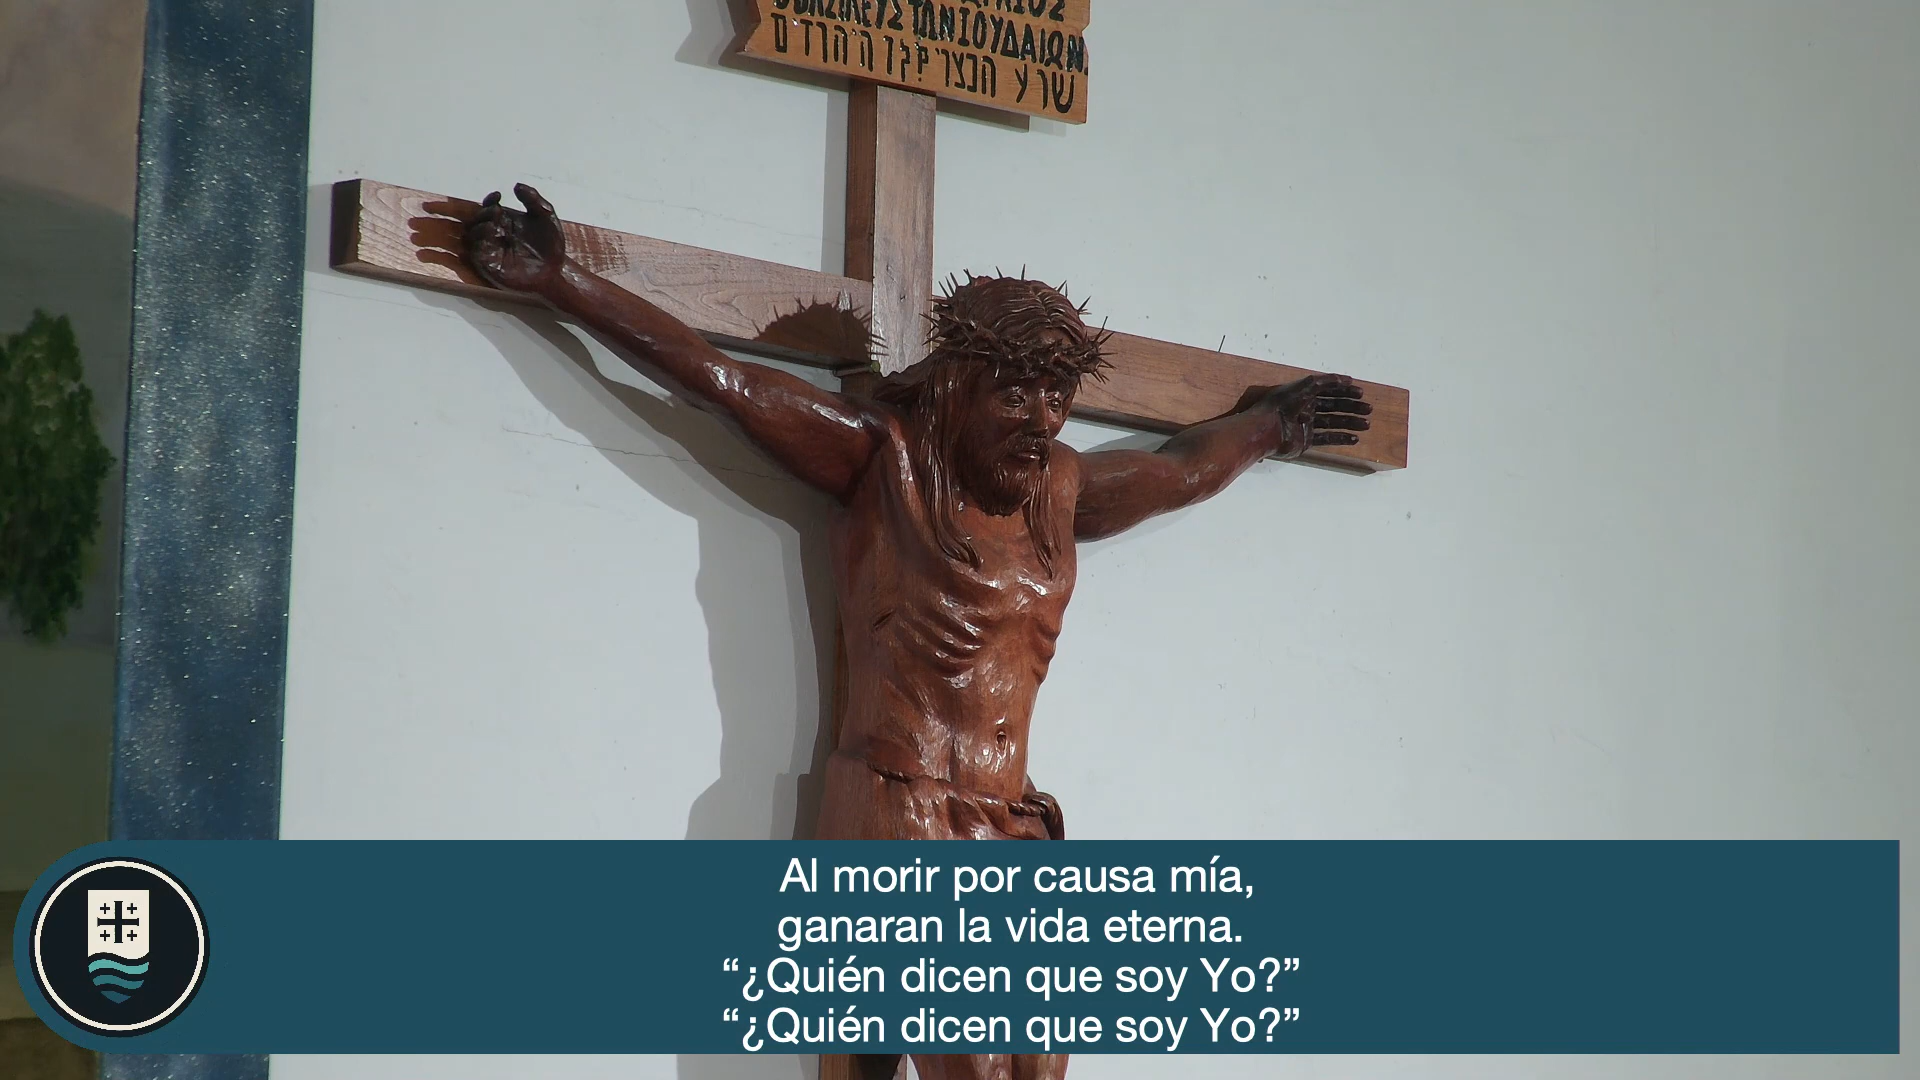 ΒΑΣΙΛΕΥΣ ΤΩΝ ΙΟΥΔΑΙΩΝ
Al morir por causa mía,
ganaran la vida eterna.
“¿Quién dicen que soy Yo?”
“¿Quién dicen que soy Yo?”